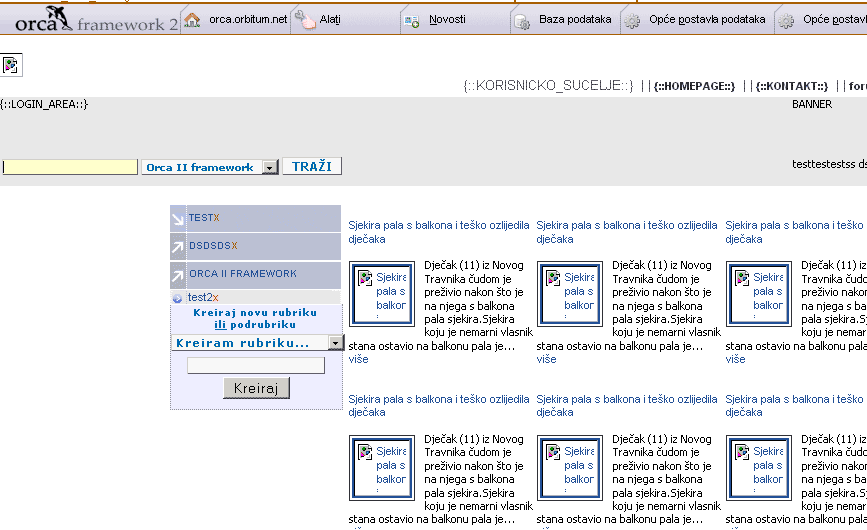 orca framework 2 orca.orbitum.net Alati Novosti Baza podataka Opće postavla podataka Opće postavl
{::KORISNICKO_SUCELJE::} | |{::HOMEPAGE::} | |{::KONTAKT::} | |for
{::LOGIN_AREA::} BANNER
Orca II framework TRAŽI testtestestss ds
TESTX
DSDSDSX
ORCA II FRAMEWORK
test2x
Kreiraj novu rubriku
ili podrubriku
Kreiram rubriku...
Kreiraj
Sjekira pala s balkona i teško ozlijedila
dječaka
Sjekira
pala s
balkon
Dječak (11) iz Novog
Travnika čudom je
preživio nakon što je
na njega s balkona
pala sjekira.Sjekira
koju je nemarni vlasnik
stana ostavio na balkonu pala je...
više
Sjekira pala s balkona i teško ozlijedila
dječaka
Sjekira
pala s
balkon
Dječak (11) iz Novog
Travnika čudom je
preživio nakon što je
na njega s balkona
pala sjekira.Sjekira
koju je nemarni vlasnik
stana ostavio na balkonu pala je...
više
Sjekira pala s balkona i teško
dječaka
Sjekira
pala s
balkon
Dječak (11) iz
Travnika čudo
preživio nakon
na njega s bal
pala sjekira.Sj
koju je nemarn
stana ostavio na balkonu pala
više
Sjekira pala s balkona i teško ozlijedila
dječaka
Sjekira
pala s
balkon
Dječak (11) iz Novog
Travnika čudom je
preživio nakon što je
na njega s balkona
pala sjekira.Sjekira
koju je nemarni vlasnik
stana ostavio na balkonu pala je...
Sjekira pala s balkona i teško ozlijedila
dječaka
Sjekira
pala s
balkon
Dječak (11) iz Novog
Travnika čudom je
preživio nakon što je
na njega s balkona
pala sjekira.Sjekira
koju je nemarni vlasnik
stana ostavio na balkonu pala je...
Sjekira pala s balkona i teško
dječaka
Sjekira
pala s
balkon
Dječak (11) iz
Travnika čudo
preživio nakon
na njega s bal
pala sjekira.Sj
koju je nemarn
stana ostavio na balkonu pala